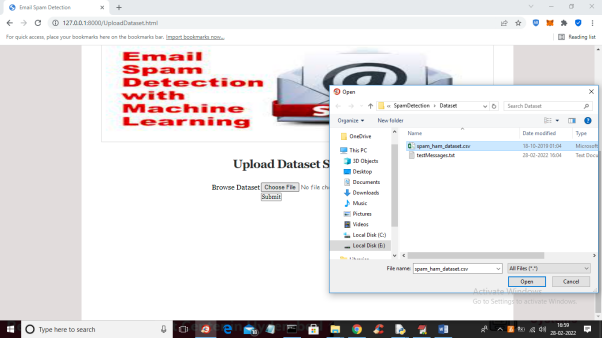 Email Spam Detection
127.0.0.1:8000/UploadDataset.html
For quick access, place your bookmarks here on the bookmarks bar. Import bookmarks now...
Reading list
Email
Spam
Detection
with
Machine
Learning
@
S
Upload Dataset S
Browse Dataset Choose File No file cho
Submit
Open
« SpamDetection › Dataset
Search Dataset
Organize
New folder
Name
Date modified
Type
OneDrive
This PC
3D Objects
Desktop
Documents
Downloads
Music
Pictures
Videos
Local Disk (C:)
Local Disk (E:)
spam_ham_dataset.csv
18-10-2019 01:04
Microsoft
testMessages.txt
28-02-2022 16:04
Text Docu
File name:
spam_ham_dataset.csv
All Files (*.*)
Open
Cancel
Activate Windows
Go to Settings to activate Windows.
Type here to search
16:59
28-02-2022